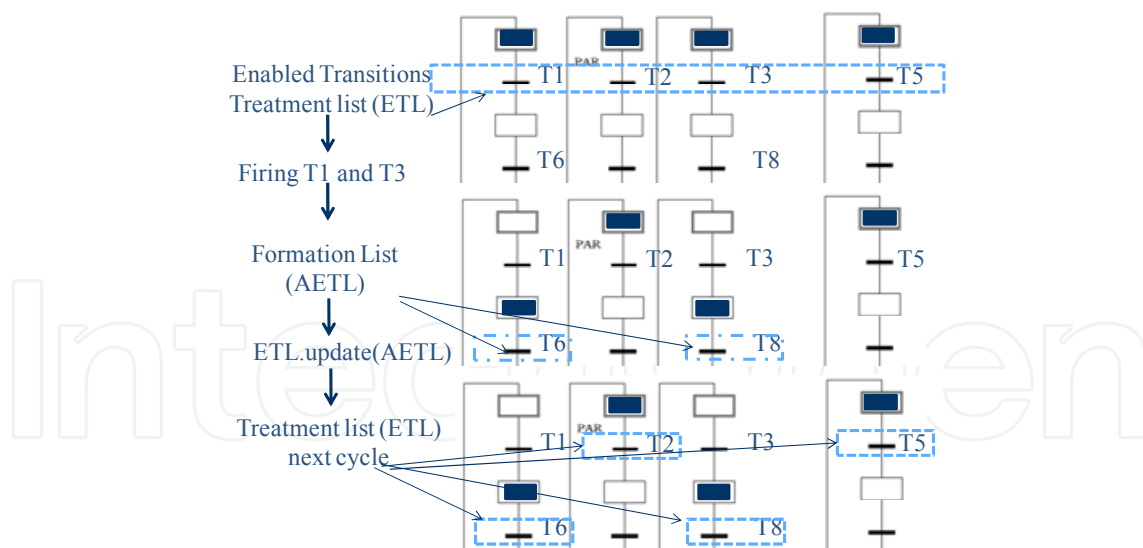 Enabled Transitions
Treatment list (ETL)
PAR
T1
T2
T3
T5
T6
T8
Firing T1 and T3
Formation List
(AETL)
PAR
T1
T2
T3
T5
T6
T8
ETL.update(AETL)
Treatment list (ETL)
next cycle
PAR
T1
T2
T3
T5
T6
T8